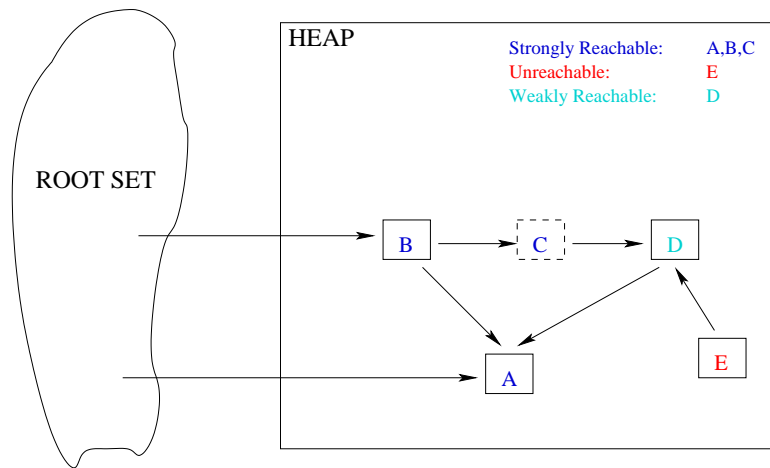 HEAP
Strongly Reachable: A,B,C
Unreachable: E
Weakly Reachable: D
ROOT SET
B
C
D
A
E